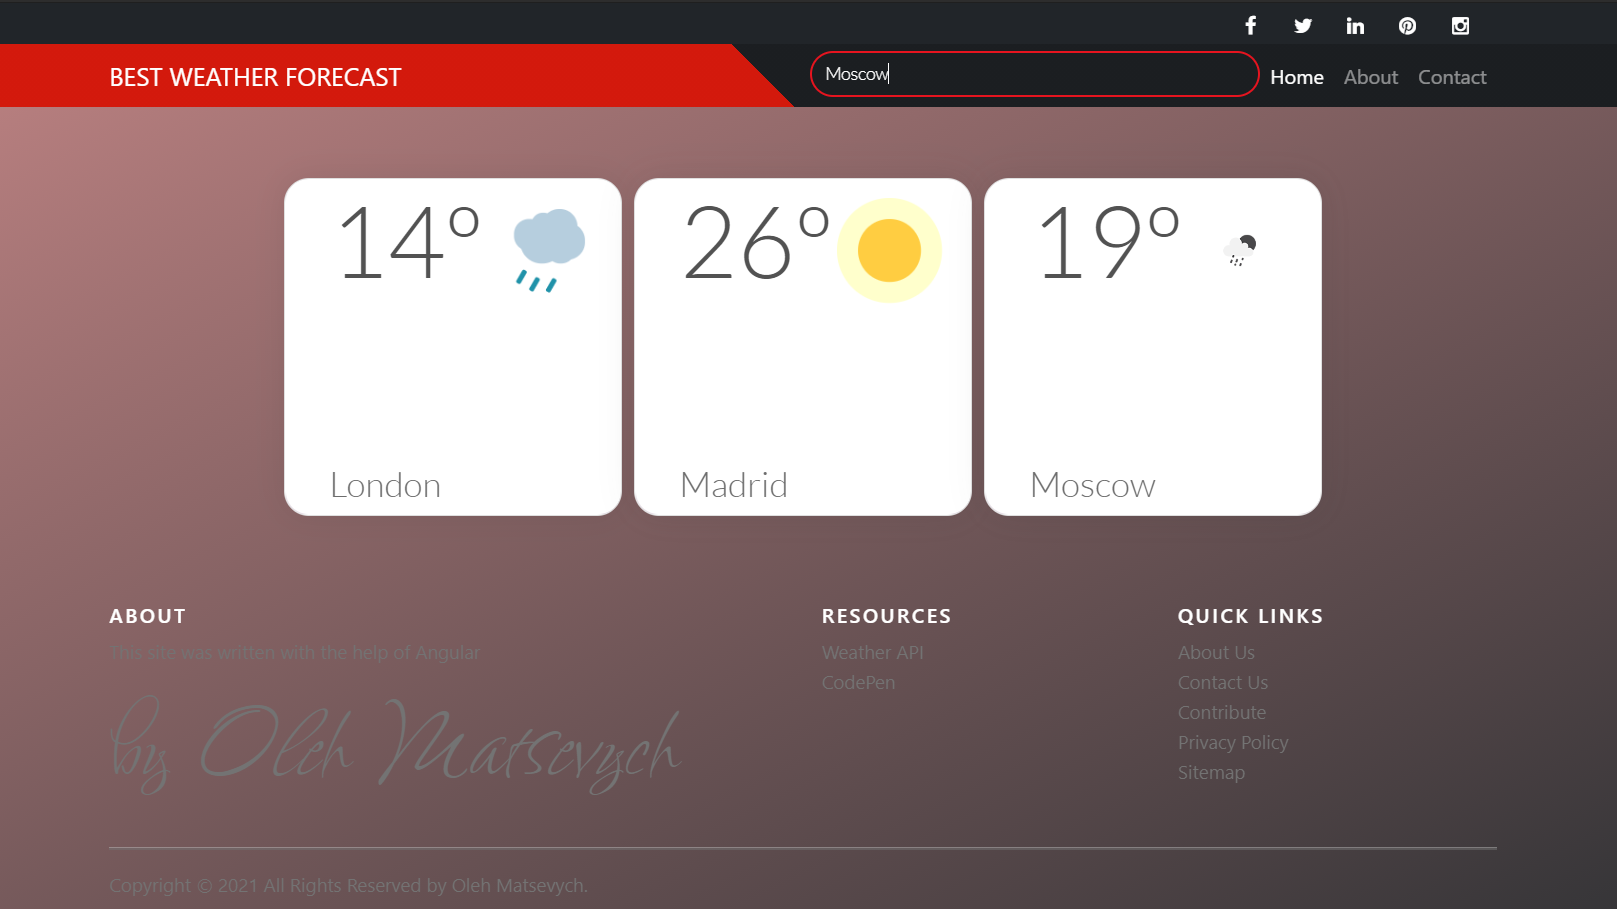 BEST WEATHER FORECAST
Moscow
Home About Contact
14°
26°
19°
London
Madrid
Moscow
ABOUT
This site was written with the help of Angular
by Oleh Matsevych
RESOURCES
Weather API
CodePen
QUICK LINKS
About Us
Contact Us
Contribute
Privacy Policy
Sitemap
Copyright © 2021 All Rights Reserved by Oleh Matsevych.